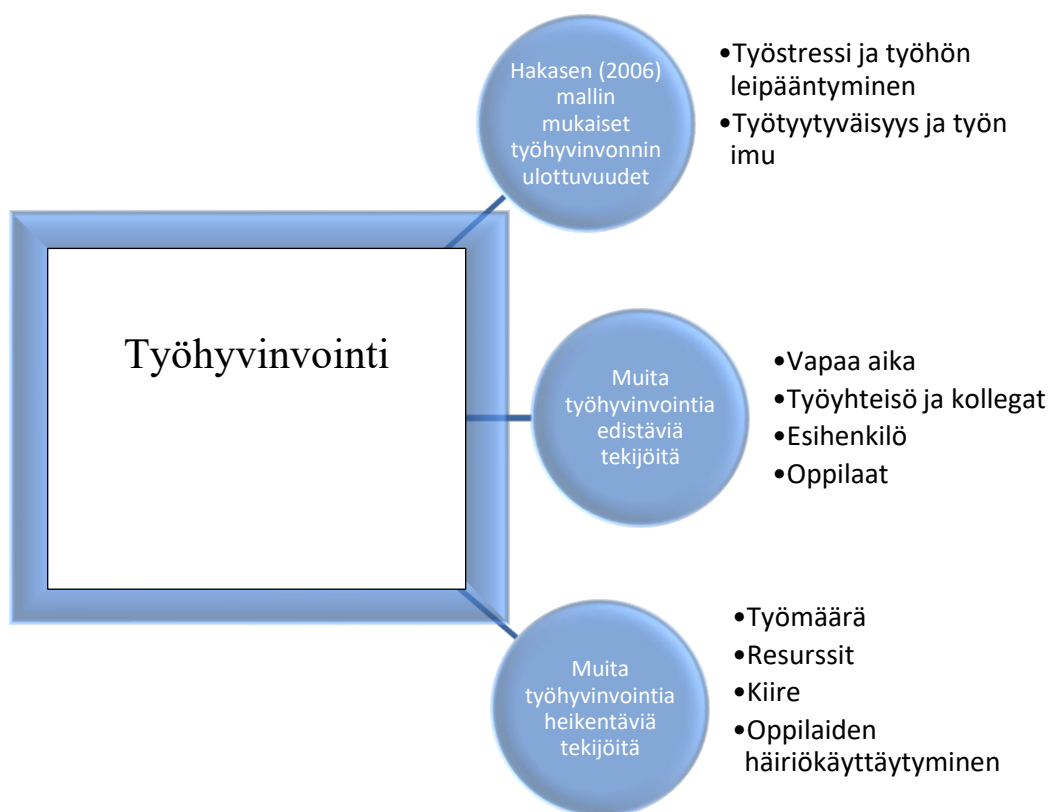 Työhyvinvointi
Hakasen (2006)
mallin
mukaiset
työhyvinvonnin
ulottuvuudet
•Työstressi ja työhön
leipääntyminen
•Työtyytyväisyys ja työn
imu
Muita
työhyvinvointia
edistäviä
tekijöitä
•Vapaa aika
•Työyhteisö ja kollegat
•Esihenkilö
•Oppilaat
Muita
työhyvinvointia
heikentäviä
tekijöitä
•Työmäärä
•Resurssit
•Kiire
•Oppilaiden
häiriökäyttäytyminen